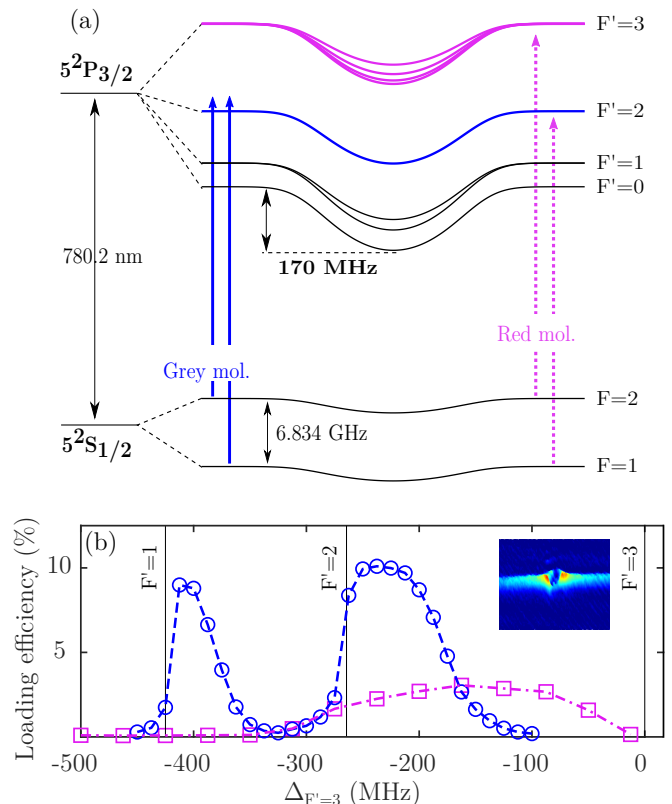 (a)
F'=3
5²P3/2
F'=2
F'=1
F'=0
780.2 nm
170 MHz
Grey mol.
Red mol.
F=2
5²S1/2
6.834 GHz
F=1
(b)
F'=1
F'=2
F'=3
Loading efficiency (%)
10
5
-500
-400
-300
-200
-100
0
ΔF'=3 (MHz)